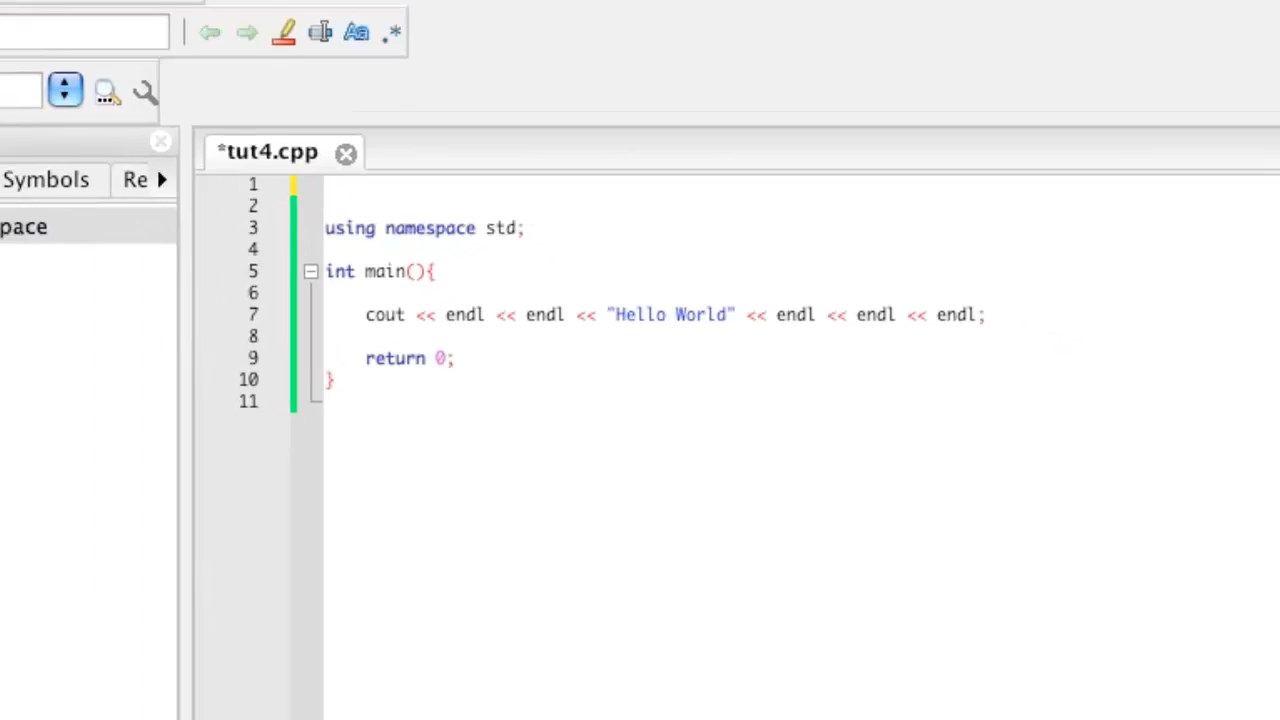 Aa .*
*tut4.cpp
Symbols Re
pace
1
2
3 using namespace std;
4
5 int main(){
6
7 cout << endl << endl << "Hello World" << endl << endl << endl;
8
9 return 0;
10 }
11